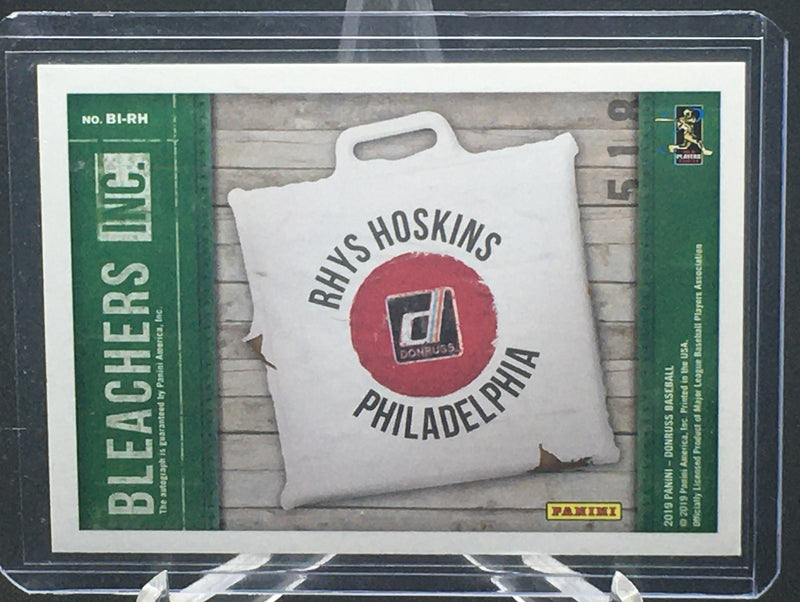 NO. BI-RH
BLEACHERS INC.
The autograph is guaranteed by Panini America, Inc.
RHYS HOSKINS
DONRUSS
PHILADELPHIA
518
PANINI
PLAYERS
2019 PANINI – DONRUSS BASEBALL
© 2019 Panini America, Inc. Printed in the USA.
Officially Licensed Product of Major League Baseball Players Association